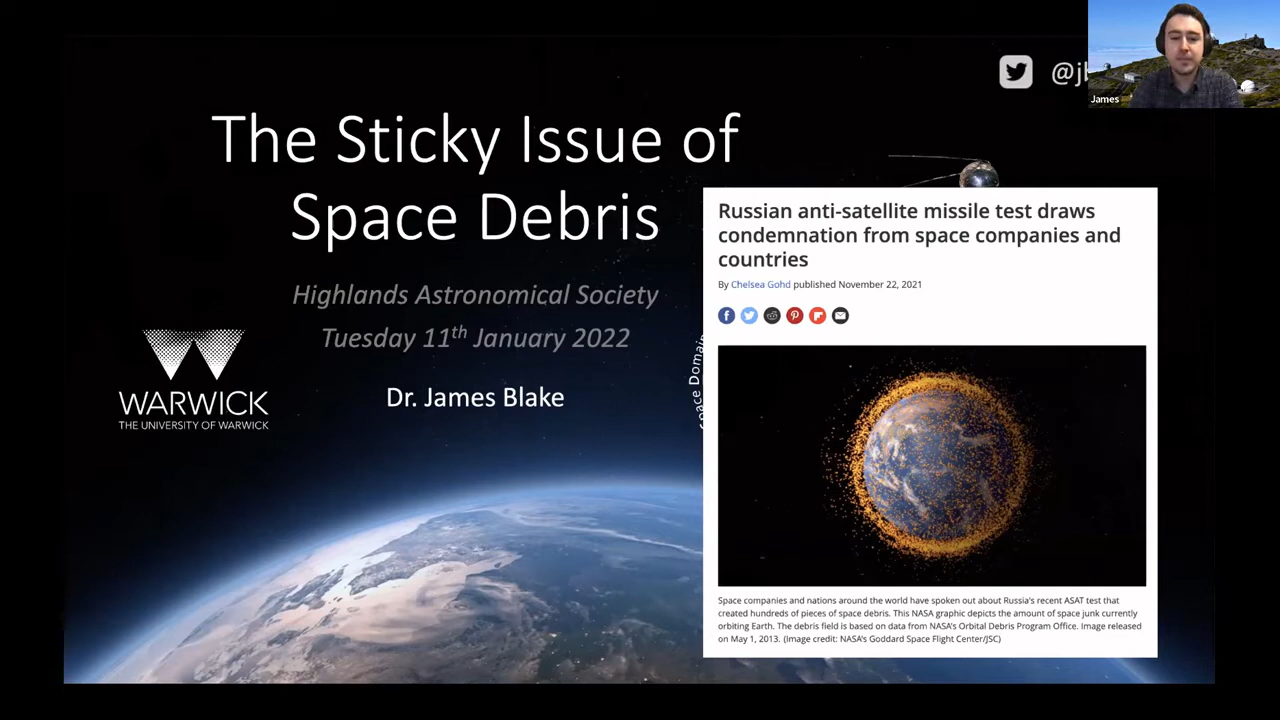 @j
James
The Sticky Issue of
Space Debris
Highlands Astronomical Society
Tuesday 11th January 2022
Dr. James Blake
WARWICK
THE UNIVERSITY OF WARWICK
Space Domain
Russian anti-satellite missile test draws
condemnation from space companies and
countries
By Chelsea Gohd published November 22, 2021
Space companies and nations around the world have spoken out about Russia's recent ASAT test that
created hundreds of pieces of space debris. This NASA graphic depicts the amount of space junk currently
orbiting Earth. The debris field is based on data from NASA's Orbital Debris Program Office. Image released
on May 1, 2013. (Image credit: NASA's Goddard Space Flight Center/JSC)